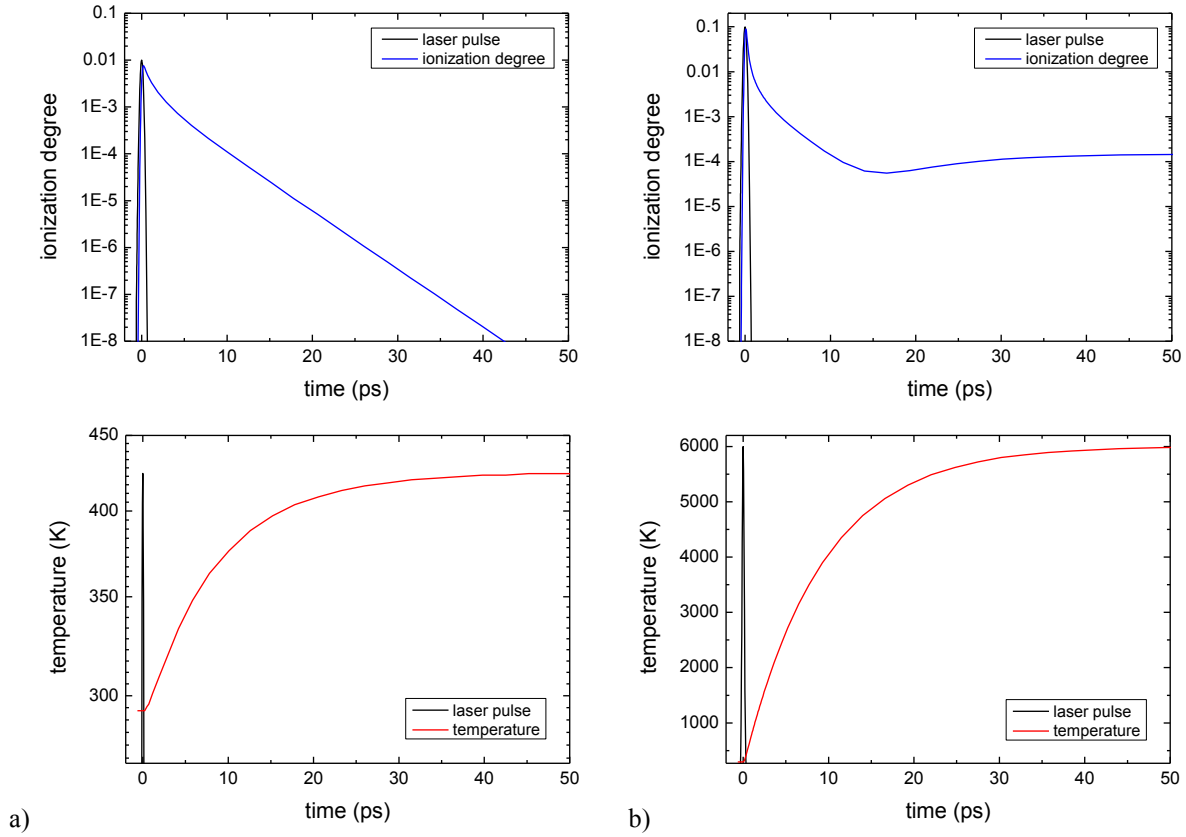 0.1
0.01
1E-3
1E-4
1E-5
1E-6
1E-7
1E-8
ionization degree
laser pulse
ionization degree
0 10 20 30 40 50
time (ps)
0.1
0.01
1E-3
1E-4
1E-5
1E-6
1E-7
1E-8
ionization degree
laser pulse
ionization degree
0 10 20 30 40 50
time (ps)
450
400
350
300
temperature (K)
laser pulse
temperature
0 10 20 30 40 50
time (ps)
a)
6000
5000
4000
3000
2000
1000
temperature (K)
laser pulse
temperature
0 10 20 30 40 50
time (ps)
b)